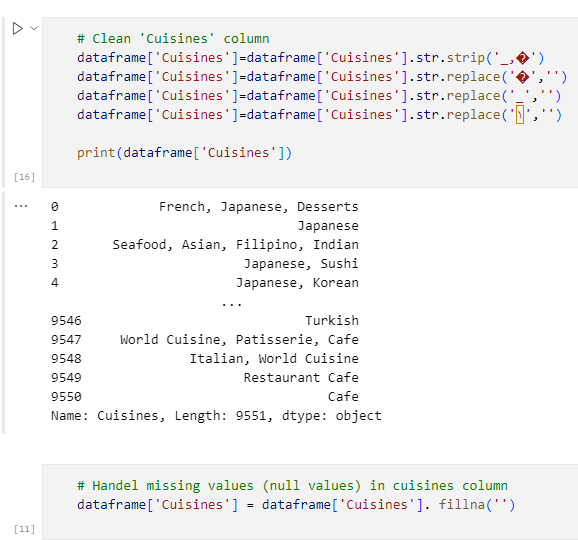 # Clean 'Cuisines' column
dataframe['Cuisines']=dataframe['Cuisines'].str.strip('_,�')
dataframe['Cuisines']=dataframe['Cuisines'].str.replace('�','')
dataframe['Cuisines']=dataframe['Cuisines'].str.replace('_','')
dataframe['Cuisines']=dataframe['Cuisines'].str.replace('١','')
print(dataframe['Cuisines'])
[16]
...
0 French, Japanese, Desserts
1 Japanese
2 Seafood, Asian, Filipino, Indian
3 Japanese, Sushi
4 Japanese, Korean
...
9546 Turkish
9547 World Cuisine, Patisserie, Cafe
9548 Italian, World Cuisine
9549 Restaurant Cafe
9550 Cafe
Name: Cuisines, Length: 9551, dtype: object
# Handel missing values (null values) in cuisines column
dataframe['Cuisines'] = dataframe['Cuisines']. fillna('')
[11]